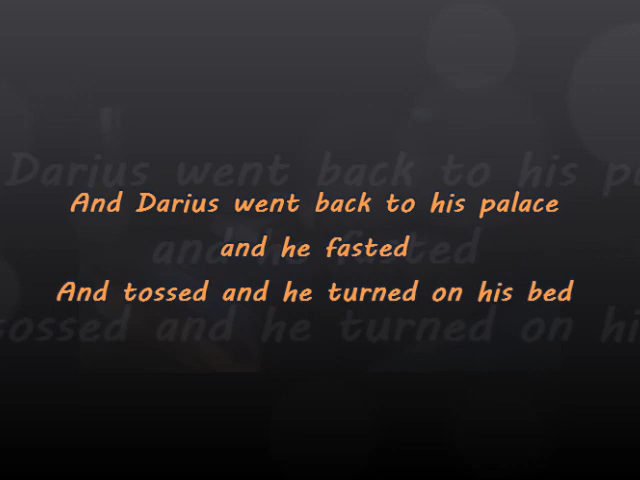 And Darius went back to his palace
and he fasted
And tossed and he turned on his bed